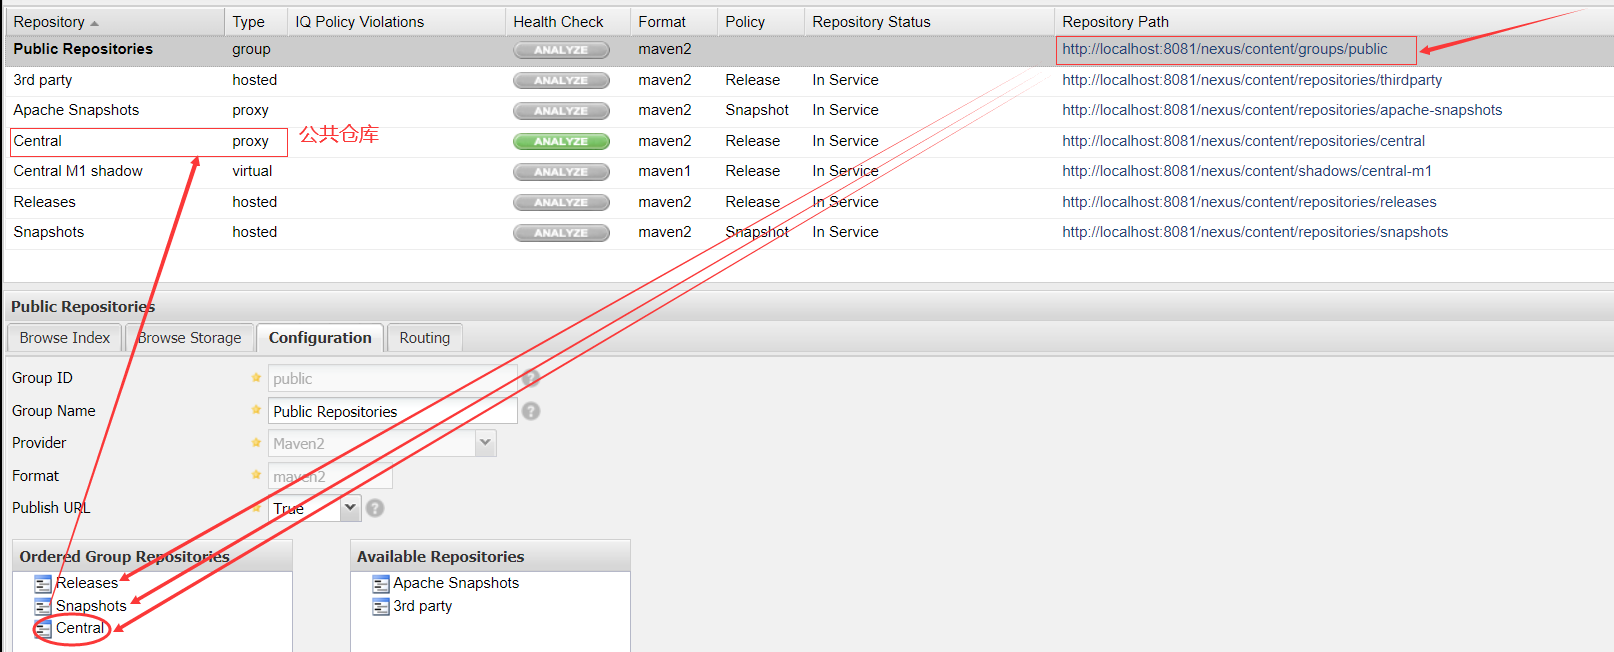 Repository Type IQ Policy Violations Health Check Format Policy Repository Status Repository Path
Public Repositories group ANALYZE maven2 http://localhost:8081/nexus/content/groups/public
3rd party hosted ANALYZE maven2 Release In Service http://localhost:8081/nexus/content/repositories/thirdparty
Apache Snapshots proxy ANALYZE maven2 Snapshot In Service http://localhost:8081/nexus/content/repositories/apache-snapshots
Central proxy 公共仓库 ANALYZE maven2 Release In Service http://localhost:8081/nexus/content/repositories/central
Central M1 shadow virtual ANALYZE maven1 Release In Service http://localhost:8081/nexus/content/shadows/central-m1
Releases hosted ANALYZE maven2 Release In Service http://localhost:8081/nexus/content/repositories/releases
Snapshots hosted ANALYZE maven2 Snapshot In Service http://localhost:8081/nexus/content/repositories/snapshots
Public Repositories
Browse Index Browse Storage Configuration Routing
Group ID public ?
Group Name Public Repositories ?
Provider Maven2
Format maven2
Publish URL True ?
Ordered Group Repositories Available Repositories
Releases Apache Snapshots
Snapshots 3rd party
Central